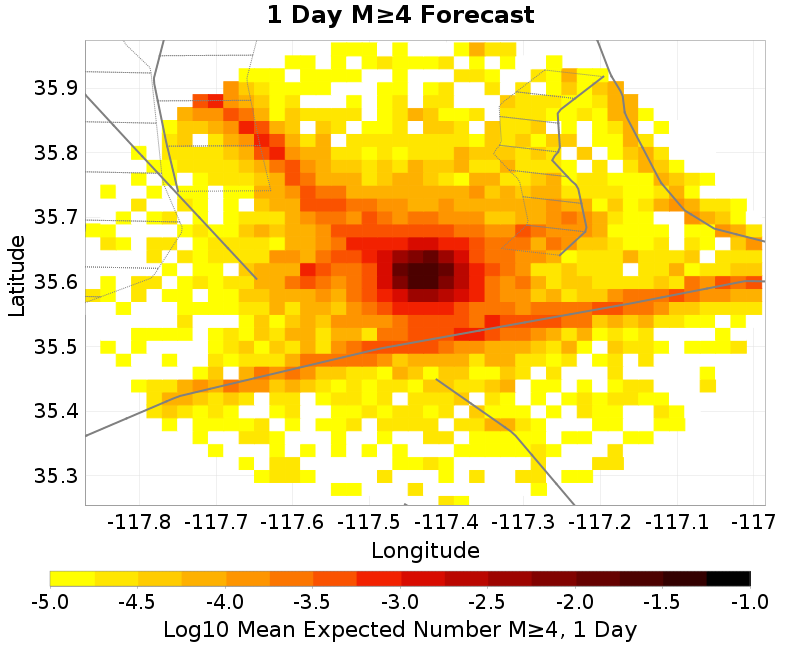 1 Day M≥4 Forecast
Latitude
35.9
35.8
35.7
35.6
35.5
35.4
35.3
-117.8 -117.7 -117.6 -117.5 -117.4 -117.3 -117.2 -117.1 -117
Longitude
-5.0 -4.5 -4.0 -3.5 -3.0 -2.5 -2.0 -1.5 -1.0
Log10 Mean Expected Number M≥4, 1 Day